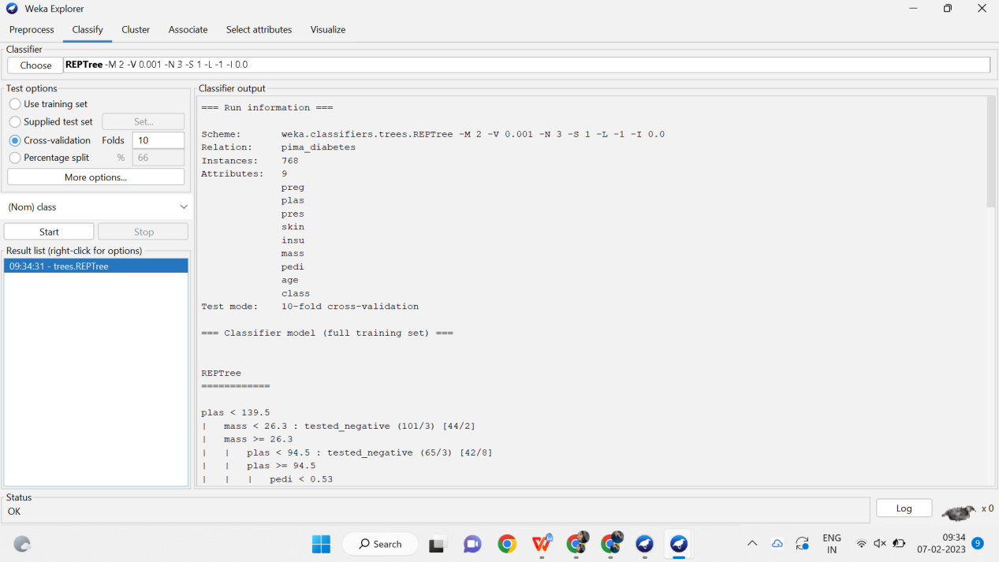 Weka Explorer
Preprocess Classify Cluster Associate Select attributes Visualize
Classifier
Choose REPTree -M 2 -V 0.001 -N 3 -S 1 -L -1 -I 0.0
Test options
Use training set
Supplied test set Set...
Cross-validation Folds 10
Percentage split % 66
More options...
(Nom) class
Start Stop
Result list (right-click for options)
09:34:31 - trees.REPTree
Classifier output
=== Run information ===
Scheme: weka.classifiers.trees.REPTree -M 2 -V 0.001 -N 3 -S 1 -L -1 -I 0.0
Relation: pima_diabetes
Instances: 768
Attributes: 9
preg
plas
pres
skin
insu
mass
pedi
age
class
Test mode: 10-fold cross-validation
=== Classifier model (full training set) ===
REPTree
============
plas < 139.5
| mass < 26.3 : tested_negative (101/3) [44/2]
| mass >= 26.3
| | plas < 94.5 : tested_negative (65/3) [42/8]
| | plas >= 94.5
| | | pedi < 0.53
Status
OK
Log
x 0
Search
ENG
IN
09:34
07-02-2023
9